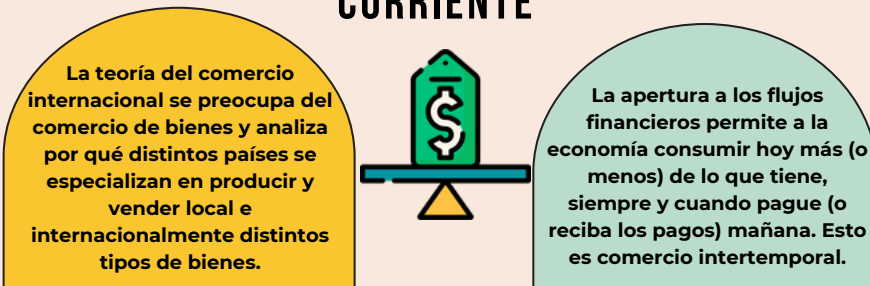 CORRIENTE
La teoría del comercio
internacional se preocupa del
comercio de bienes y analiza
por qué distintos países se
especializan en producir y
vender local e
internacionalmente distintos
tipos de bienes.
$
La apertura a los flujos
financieros permite a la
economía consumir hoy más (o
menos) de lo que tiene,
siempre y cuando pague (o
reciba los pagos) mañana. Esto
es comercio intertemporal.